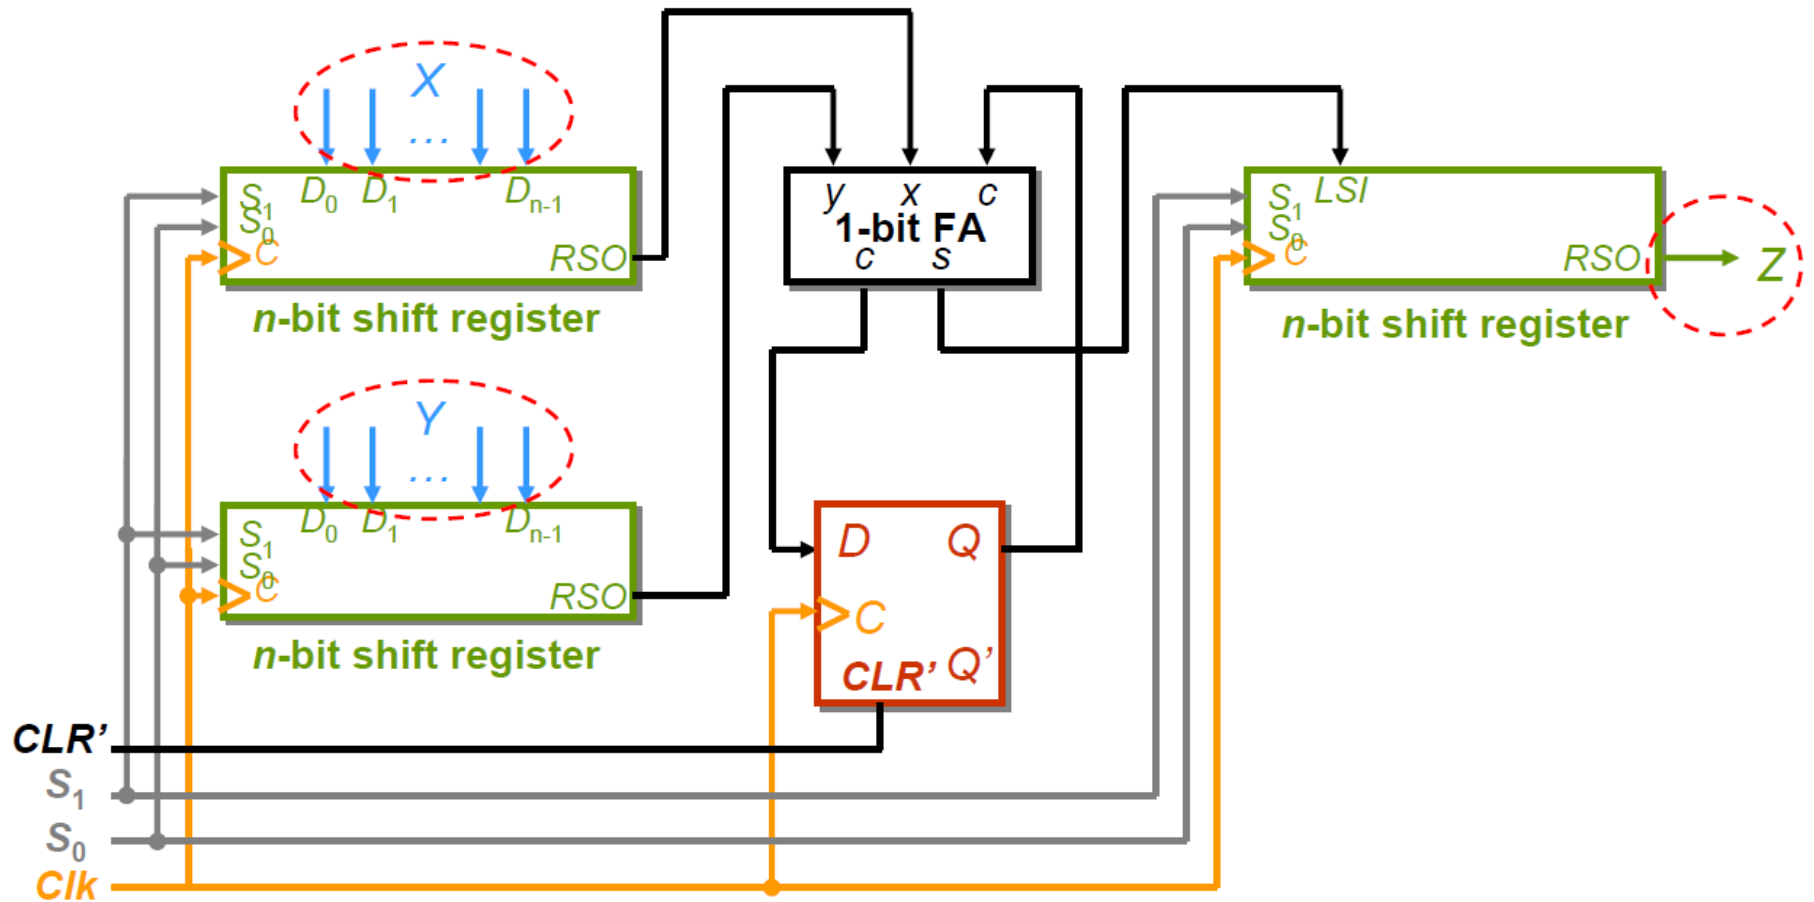 X
...
S₁
S₀
C
D₀ D₁ Dₙ₋₁
RSO
n-bit shift register
Y
...
S₁
S₀
C
D₀ D₁ Dₙ₋₁
RSO
n-bit shift register
y x c
1-bit FA
c s
D Q
C
CLR’ Q’
S₁ LSI
S₀
C
RSO
Z
n-bit shift register
CLR’
S₁
S₀
Clk